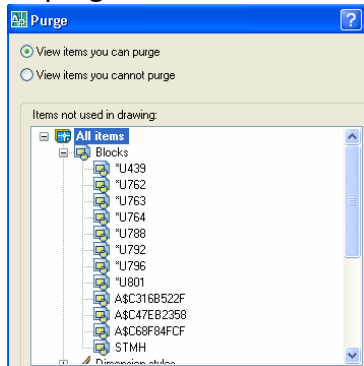 Purge
View items you can purge
View items you cannot purge
Items not used in drawing:
All items
Blocks
*U439
*U762
*U763
*U764
*U788
*U792
*U796
*U801
A$C316B522F
A$C47EB2358
A$C68F84FCF
STMH
Dimension styles